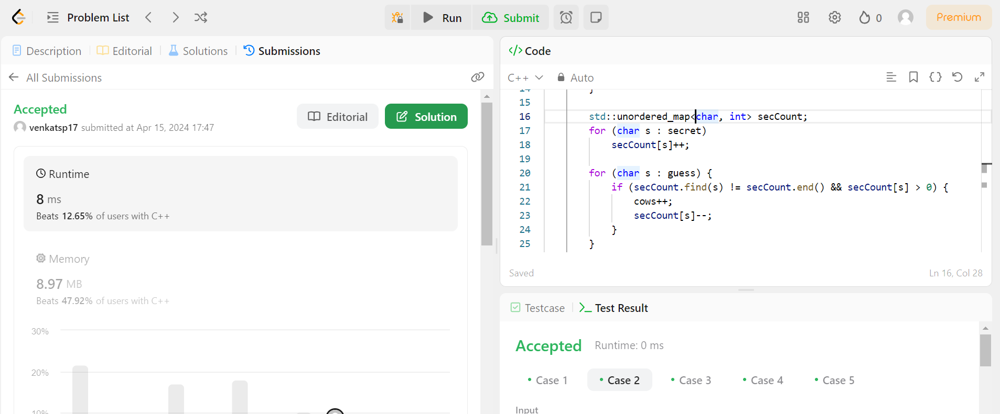 Problem List
Run
Submit
0
Premium
Description
Editorial
Solutions
Submissions
All Submissions
Accepted
venkatsp17 submitted at Apr 15, 2024 17:47
Editorial
Solution
Runtime
8 ms
Beats 12.65% of users with C++
Memory
8.97 MB
Beats 47.92% of users with C++
30%
20%
10%
Code
C++
Auto
14 }
15
16 std::unordered_map<char, int> secCount;
17 for (char s : secret)
18 secCount[s]++;
19
20 for (char s : guess) {
21 if (secCount.find(s) != secCount.end() && secCount[s] > 0) {
22 cows++;
23 secCount[s]--;
24 }
25 }
Saved
Ln 16, Col 28
Testcase
Test Result
Accepted
Runtime: 0 ms
Case 1
Case 2
Case 3
Case 4
Case 5
Input